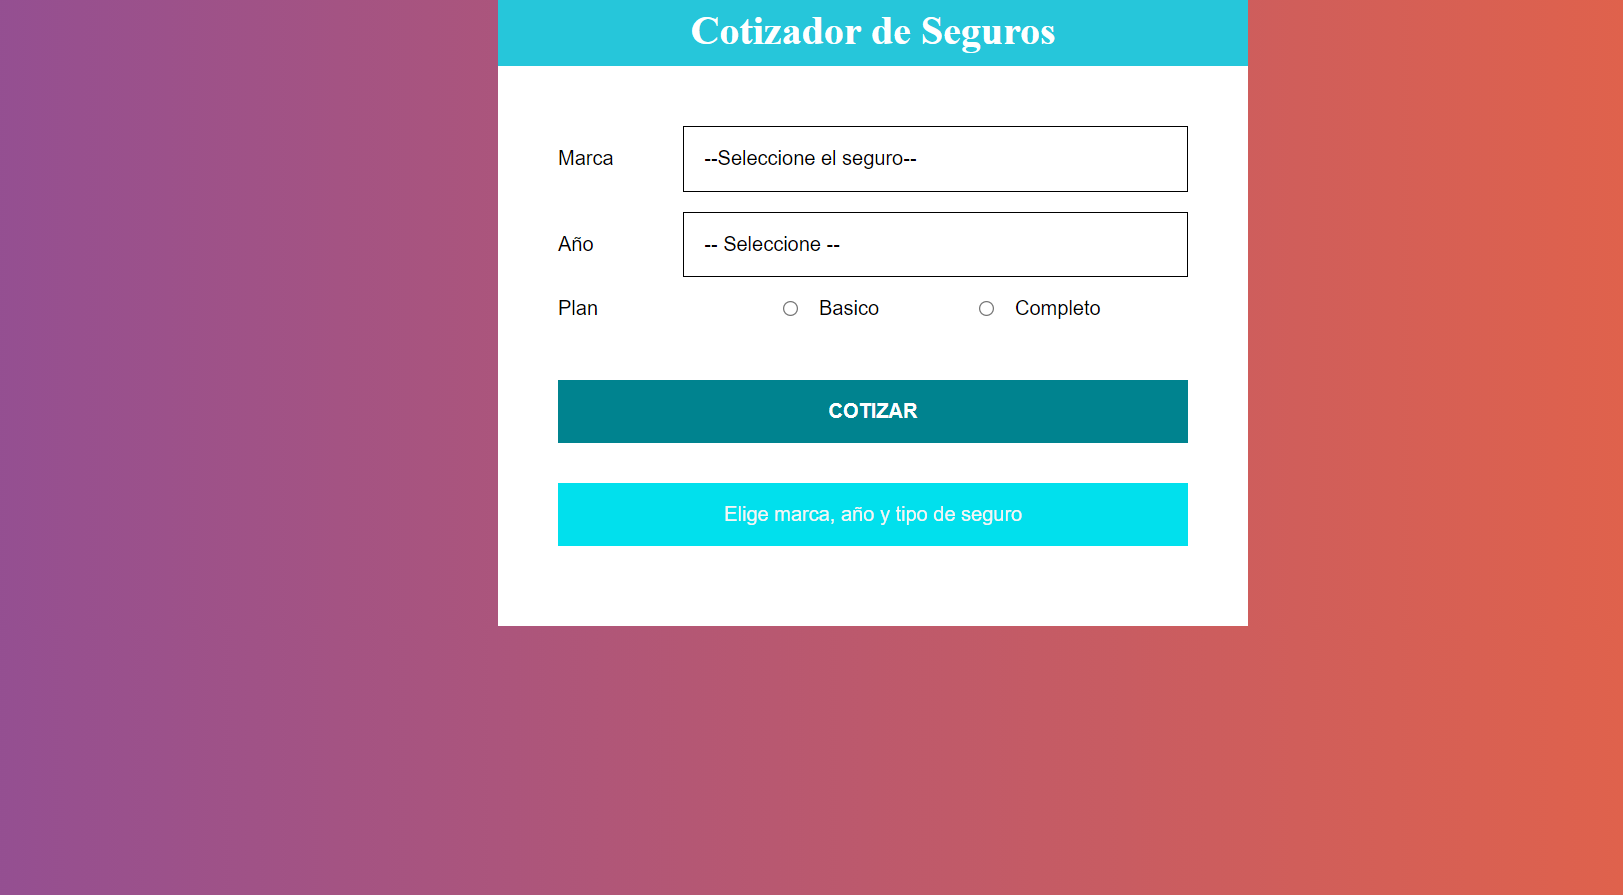 Cotizador de Seguros
Marca --Seleccione el seguro--
Año -- Seleccione --
Plan Basico Completo
COTIZAR
Elige marca, año y tipo de seguro